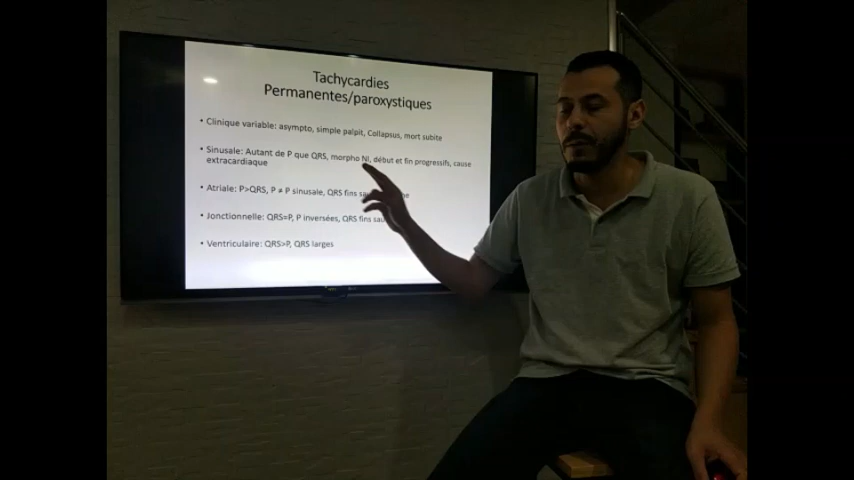 Tachycardies
Permanentes/paroxystiques
• Clinique variable: asympto, simple palpit, Collapsus, mort subite
• Sinusale: Autant de P que QRS, morpho Nl, début et fin progressifs, cause
extracardiaque
• Atriale: P>QRS, P ≠ P sinusale, QRS fins
• Jonctionnelle: QRS=P, P inversées, QRS fins
• Ventriculaire: QRS>P, QRS larges